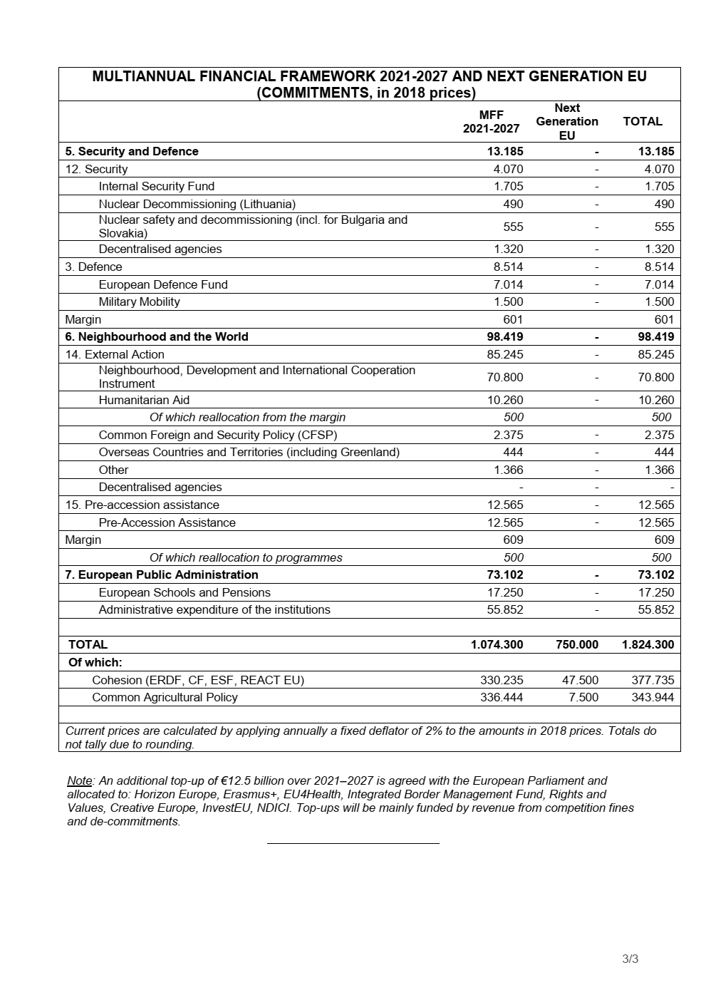 MULTIANNUAL FINANCIAL FRAMEWORK 2021-2027 AND NEXT GENERATION EU
(COMMITMENTS, in 2018 prices)
MFF 2021-2027 Next Generation EU TOTAL
5. Security and Defence 13.185 - 13.185
12. Security 4.070 - 4.070
Internal Security Fund 1.705 - 1.705
Nuclear Decommissioning (Lithuania) 490 - 490
Nuclear safety and decommissioning (incl. for Bulgaria and
Slovakia) 555 - 555
Decentralised agencies 1.320 - 1.320
3. Defence 8.514 - 8.514
European Defence Fund 7.014 - 7.014
Military Mobility 1.500 - 1.500
Margin 601 601
6. Neighbourhood and the World 98.419 - 98.419
14. External Action 85.245 - 85.245
Neighbourhood, Development and International Cooperation
Instrument 70.800 - 70.800
Humanitarian Aid 10.260 - 10.260
Of which reallocation from the margin 500 500
Common Foreign and Security Policy (CFSP) 2.375 - 2.375
Overseas Countries and Territories (including Greenland) 444 - 444
Other 1.366 - 1.366
Decentralised agencies - - -
15. Pre-accession assistance 12.565 - 12.565
Pre-Accession Assistance 12.565 - 12.565
Margin 609 609
Of which reallocation to programmes 500 500
7. European Public Administration 73.102 - 73.102
European Schools and Pensions 17.250 - 17.250
Administrative expenditure of the institutions 55.852 - 55.852
TOTAL 1.074.300 750.000 1.824.300
Of which:
Cohesion (ERDF, CF, ESF, REACT EU) 330.235 47.500 377.735
Common Agricultural Policy 336.444 7.500 343.944
Current prices are calculated by applying annually a fixed deflator of 2% to the amounts in 2018 prices. Totals do
not tally due to rounding.
Note: An additional top-up of €12.5 billion over 2021–2027 is agreed with the European Parliament and
allocated to: Horizon Europe, Erasmus+, EU4Health, Integrated Border Management Fund, Rights and
Values, Creative Europe, InvestEU, NDICI. Top-ups will be mainly funded by revenue from competition fines
and de-commitments.
3/3